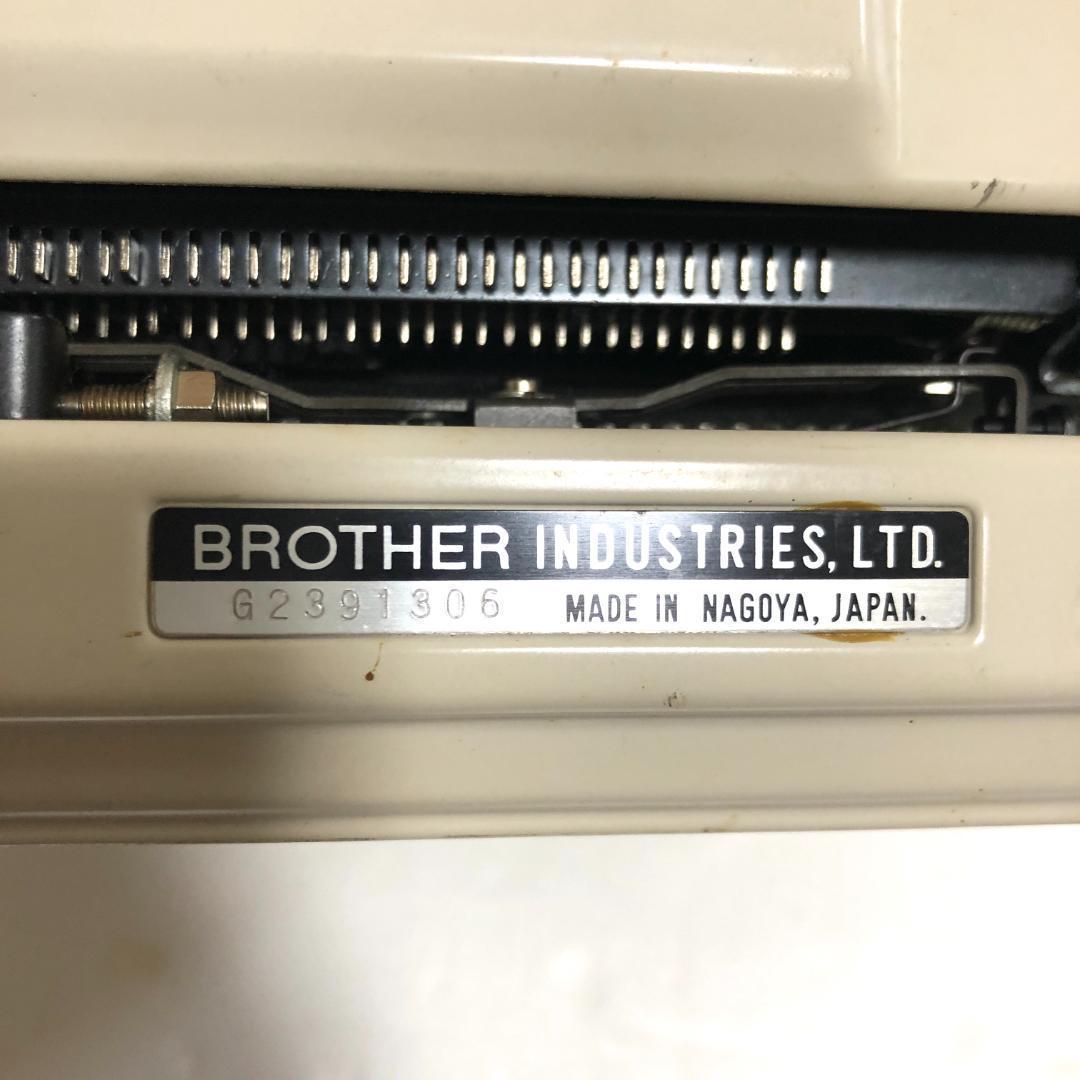 BROTHER INDUSTRIES, LTD.
G2391306 MADE IN NAGOYA, JAPAN.